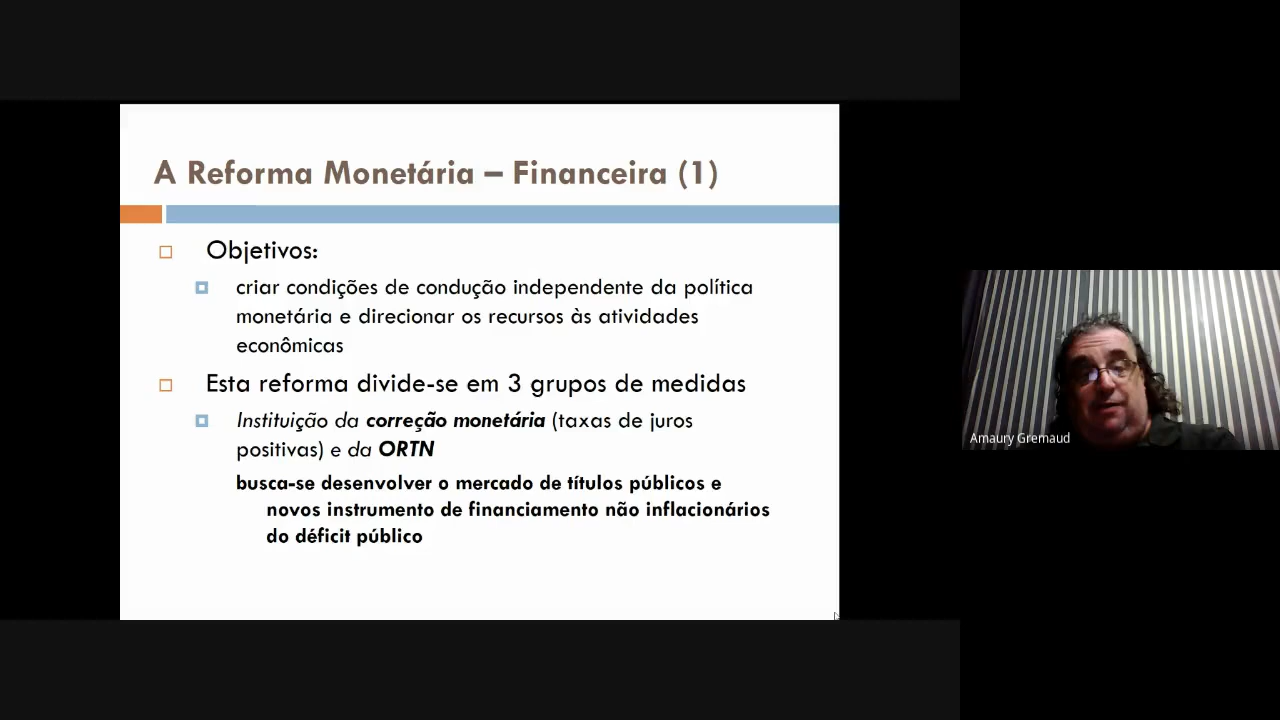 A Reforma Monetária – Financeira (1)
Objetivos:
criar condições de condução independente da política
monetária e direcionar os recursos às atividades
econômicas
Esta reforma divide-se em 3 grupos de medidas
Instituição da correção monetária (taxas de juros
positivas) e da ORTN
busca-se desenvolver o mercado de títulos públicos e
novos instrumento de financiamento não inflacionários
do déficit público
Amaury Gremaud